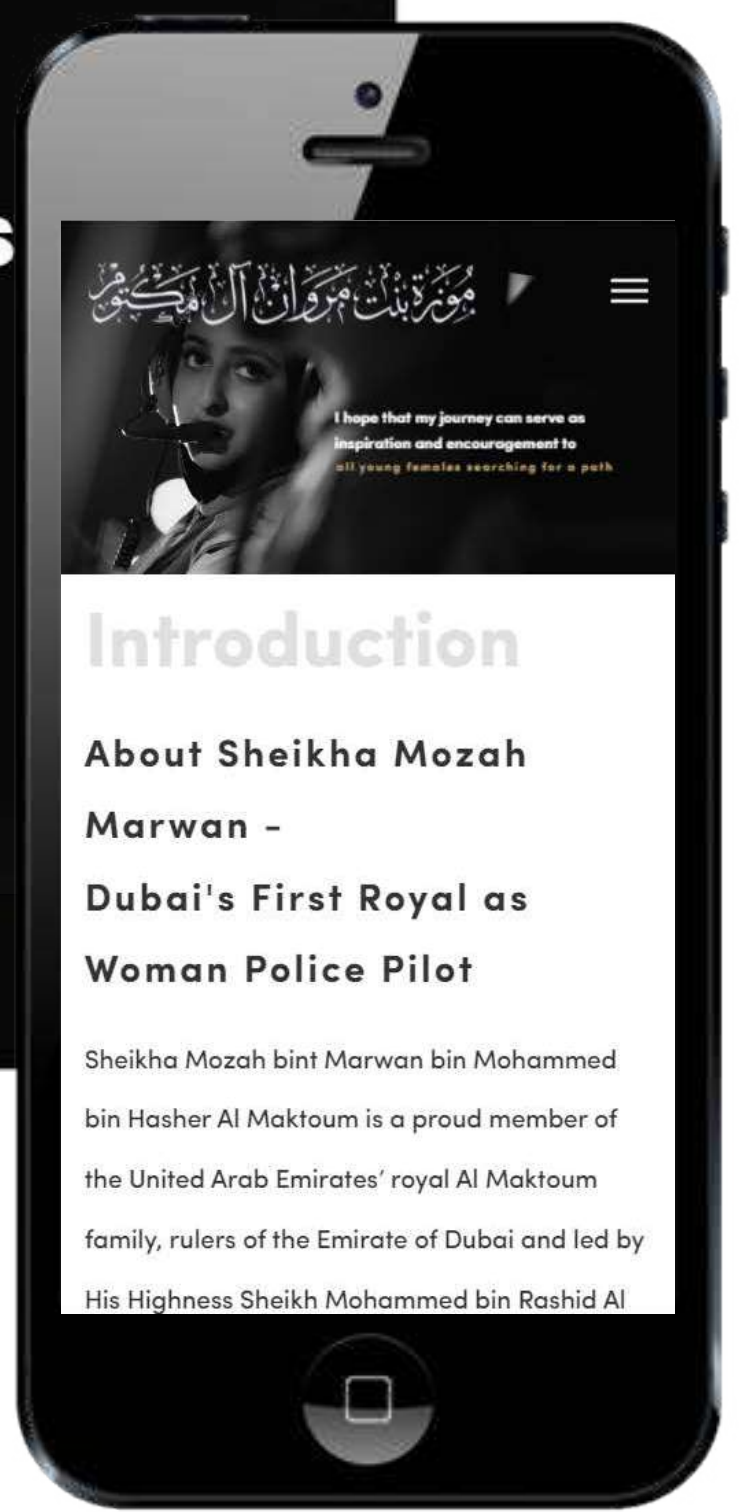 s
موزة بنت مروان آل مكتوم
I hope that my journey can serve as
inspiration and encouragement to
all young females searching for a path
Introduction
About Sheikha Mozah
Marwan -
Dubai's First Royal as
Woman Police Pilot
Sheikha Mozah bint Marwan bin Mohammed
bin Hasher Al Maktoum is a proud member of
the United Arab Emirates’ royal Al Maktoum
family, rulers of the Emirate of Dubai and led by
His Highness Sheikh Mohammed bin Rashid Al